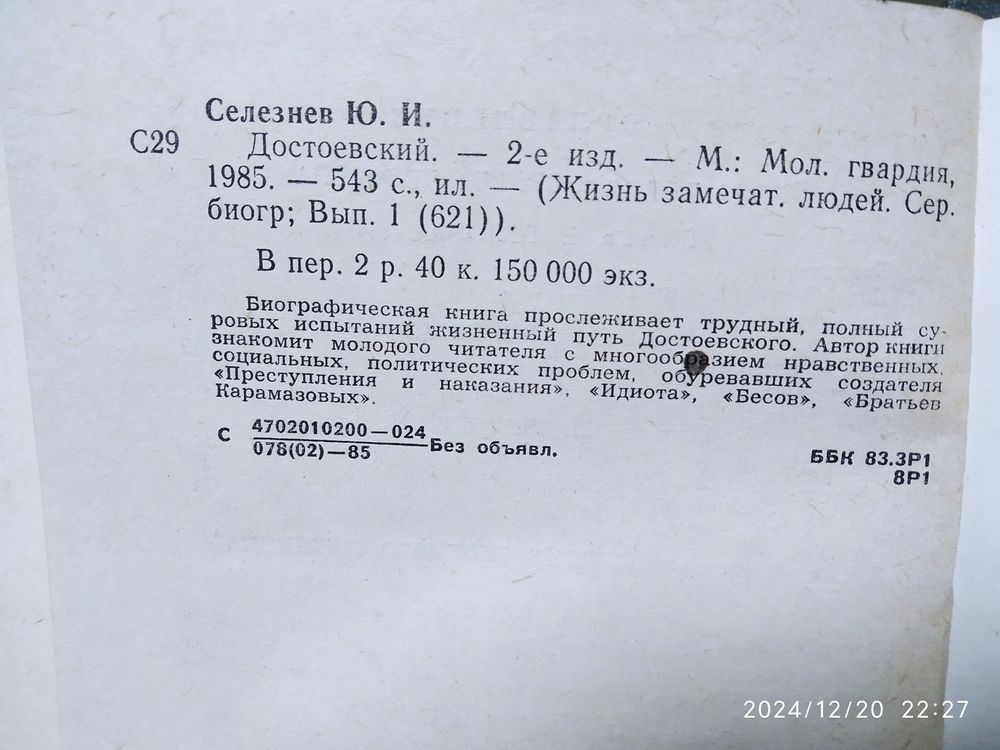 Селезнев Ю. И.
С29
Достоевский. — 2-е изд. — М.: Мол. гвардия,
1985. — 543 с., ил. — (Жизнь замечат. людей. Сер.
биогр; Вып. 1 (621)).
В пер. 2 р. 40 к. 150 000 экз.
Биографическая книга прослеживает трудный, полный су-
ровых испытаний жизненный путь Достоевского. Автор книги
знакомит молодого читателя с многообразием нравственных,
социальных, политических проблем, обуревавших создателя
«Преступления и наказания», «Идиота», «Бесов», «Братьев
Карамазовых».
С 4702010200—024 Без объявл.
078(02)—85
ББК 83.3Р1
8Р1
2024/12/20 22:27